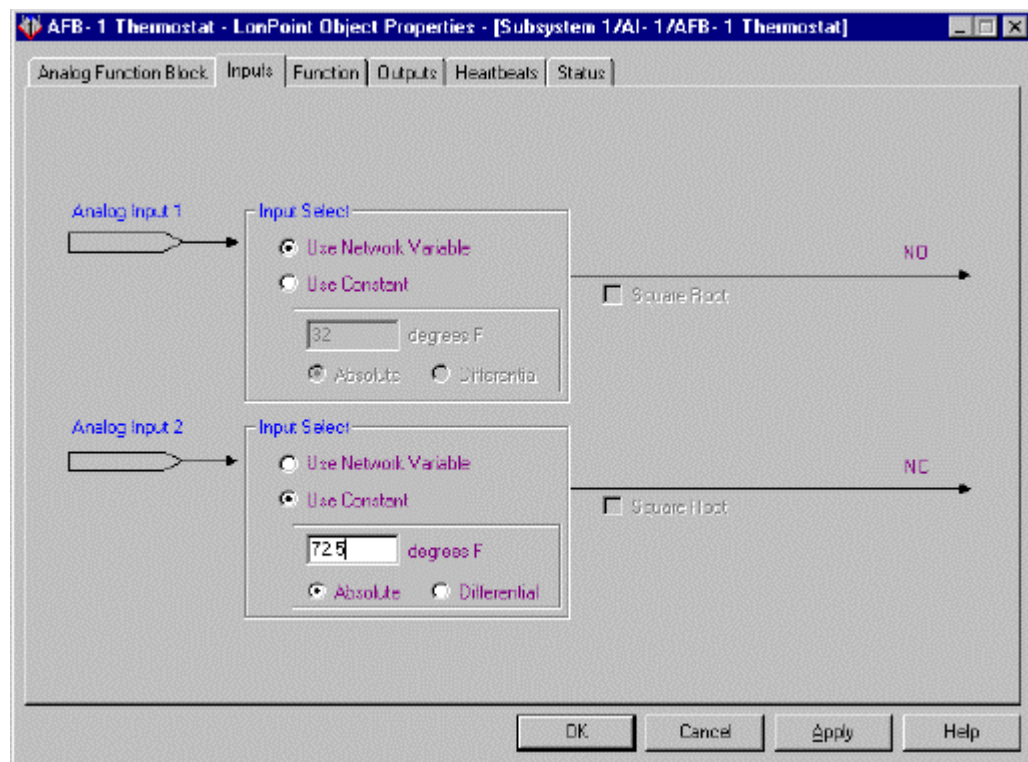 AFB- 1 Thermostat - LonPoint Object Properties - [Subsystem 1/AI- 1/AFB- 1 Thermostat]
Analog Function Block Inputs Function Outputs Heartbeats Status
Analog Input 1
Input Select
Use Network Variable
NO
Use Constant
Square Root
32 degrees F
Absolute Differential
Analog Input 2
Input Select
Use Network Variable
NC
Use Constant
Square Root
72.5 degrees F
Absolute Differential
OK Cancel Apply Help